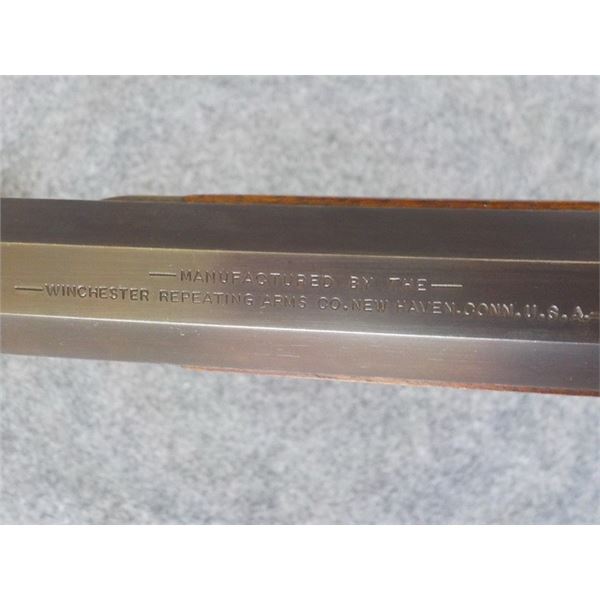 —MANUFACTURED BY THE—
—WINCHESTER REPEATING ARMS CO. NEW HAVEN. CONN. U. S. A.—